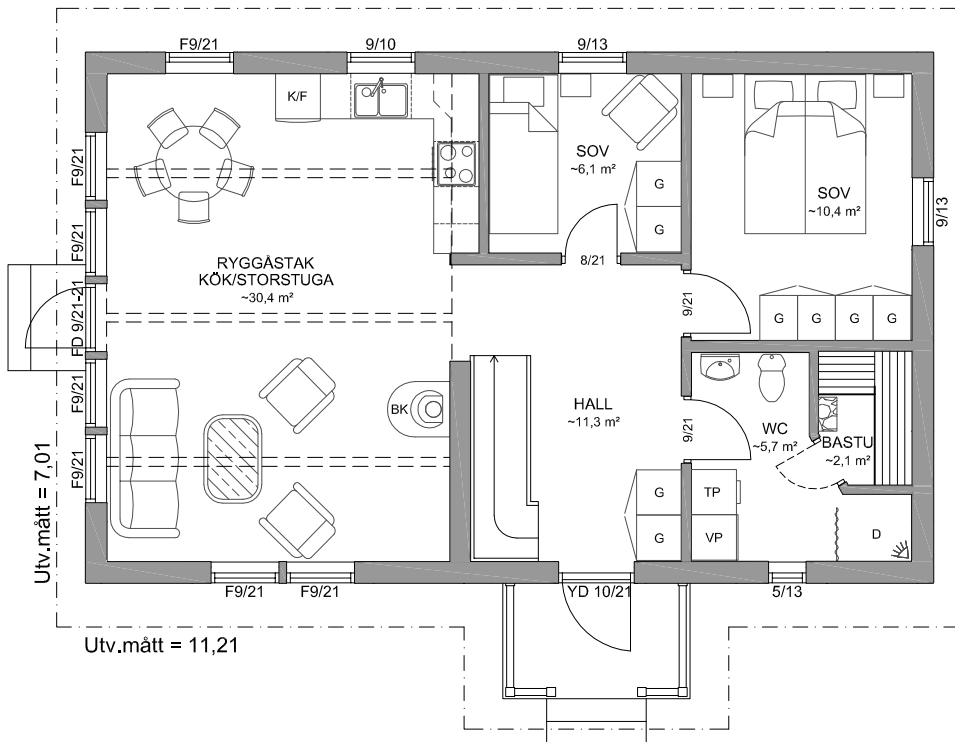 F9/21
9/10
9/13
K/F
SOV
~6,1 m²
G
G
8/21
SOV
~10,4 m²
9/13
F9/21
F9/21
FD 9/21-21
F9/21
F9/21
RYGGÅSTAK
KÖK/STORSTUGA
~30,4 m²
9/21
G
G
G
G
BK
HALL
~11,3 m²
9/21
WC
~5,7 m²
BASTU
~2,1 m²
G
G
TP
VP
D
F9/21
F9/21
YD 10/21
5/13
Utv.mått = 7,01
Utv.mått = 11,21